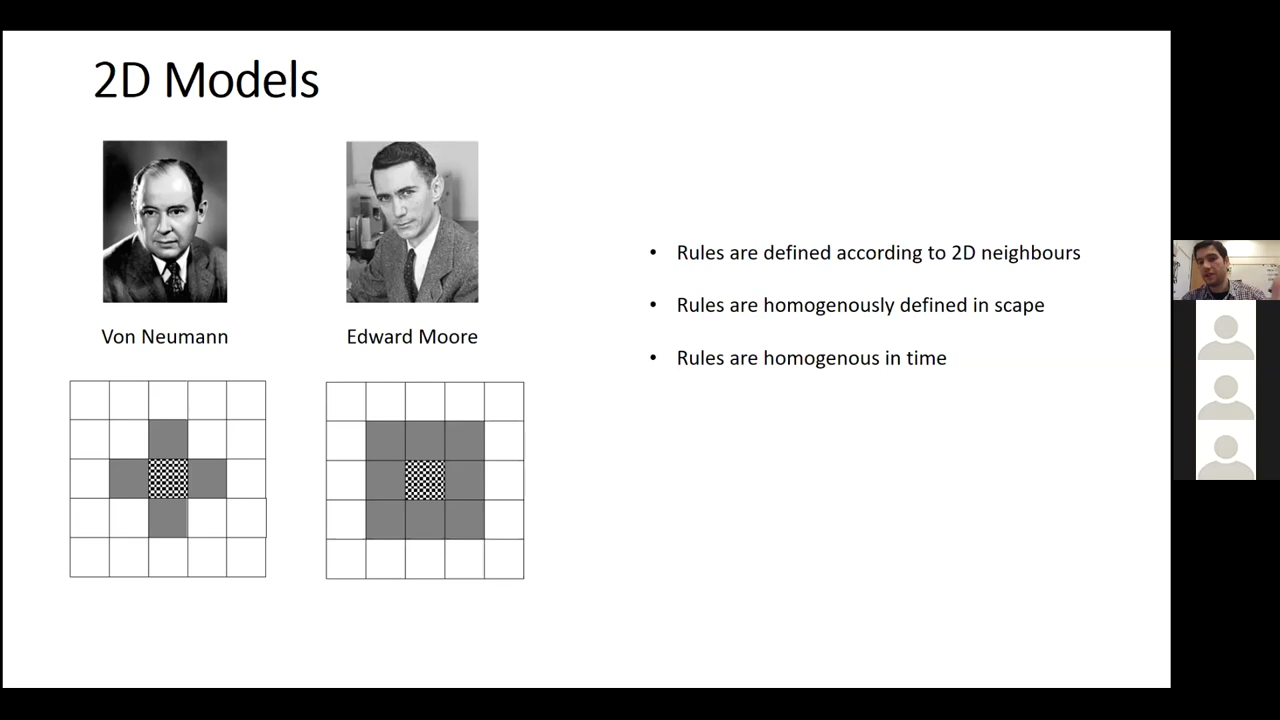 2D Models
Von Neumann
Edward Moore
• Rules are defined according to 2D neighbours
• Rules are homogenously defined in scape
• Rules are homogenous in time